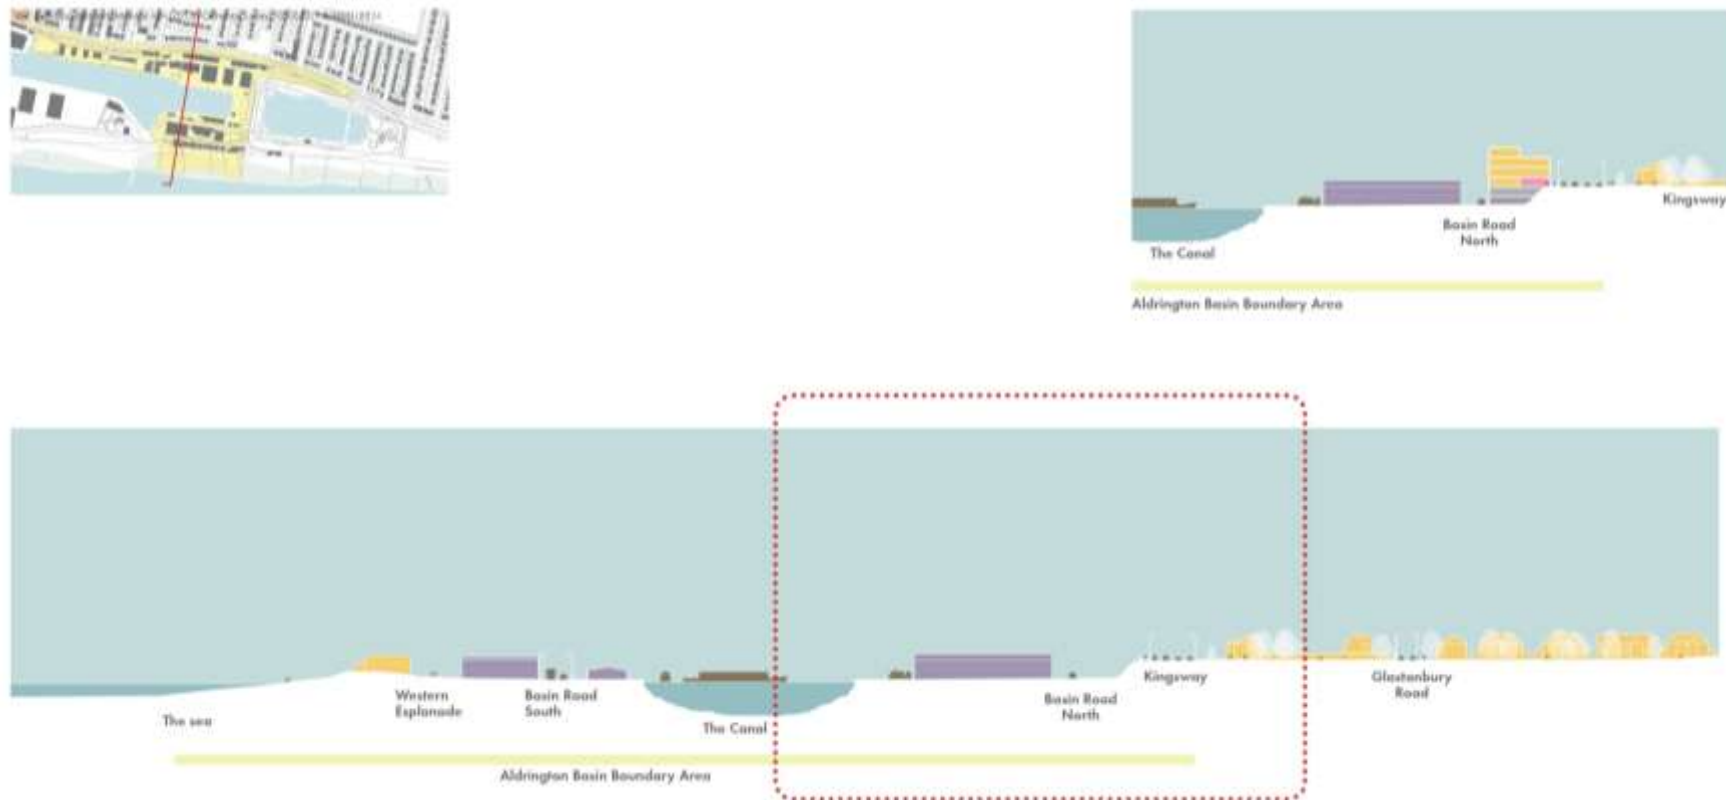 Kingsway
Basin Road
North
The Canal
Aldrington Basin Boundary Area
Kingsway
Glastonbury
Road
Western
Esplanade
Basin Road
South
Basin Road
North
The sea
The Canal
Aldrington Basin Boundary Area